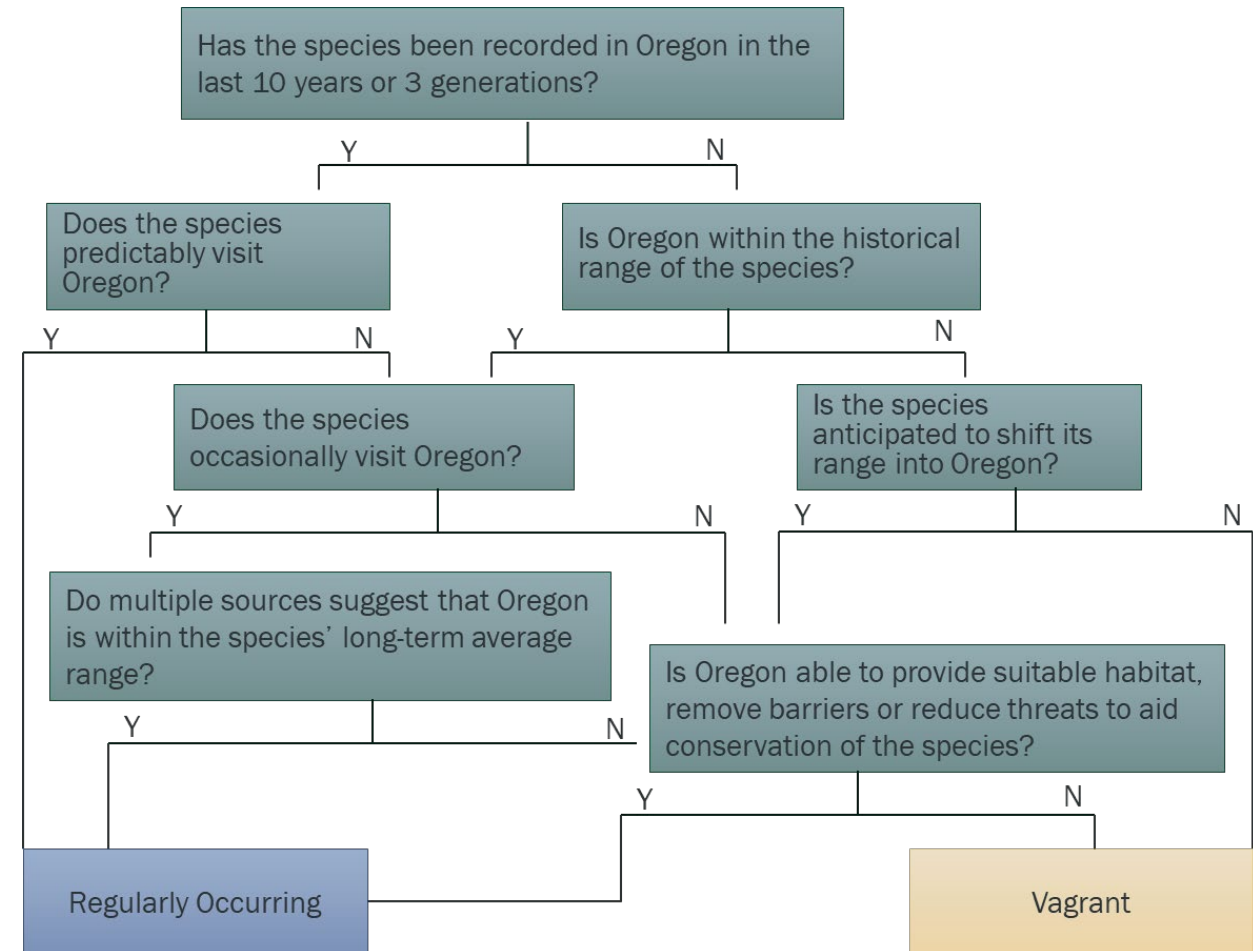 Has the species been recorded in Oregon in the
last 10 years or 3 generations?
Y
N
Does the species
predictably visit
Oregon?
Is Oregon within the historical
range of the species?
Y
N
Y
N
Does the species
occasionally visit Oregon?
Is the species
anticipated to shift its
range into Oregon?
Y
N
Y
N
Do multiple sources suggest that Oregon
is within the species’ long-term average
range?
Is Oregon able to provide suitable habitat,
remove barriers or reduce threats to aid
conservation of the species?
Y
N
Y
N
Regularly Occurring
Vagrant